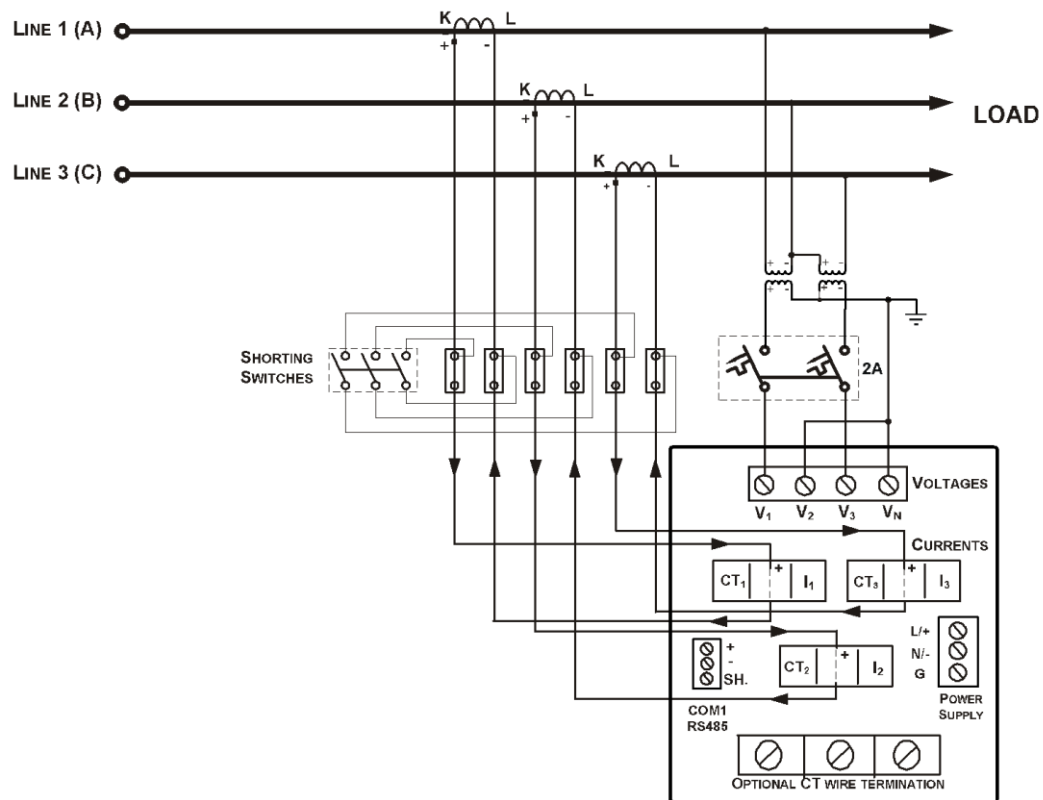 K L
LINE 1 (A)
+ -
K L
LINE 2 (B)
+ -
LOAD
K L
LINE 3 (C)
+ -
+ - + -
+ - + -
SHORTING
SWITCHES
2A
VOLTAGES
V1 V2 V3 VN
CURRENTS
CT1 + I1
CT3 + I3
L/+
N/-
G
POWER
SUPPLY
+
-
SH.
COM1
RS485
CT2 + I2
OPTIONAL CT WIRE TERMINATION